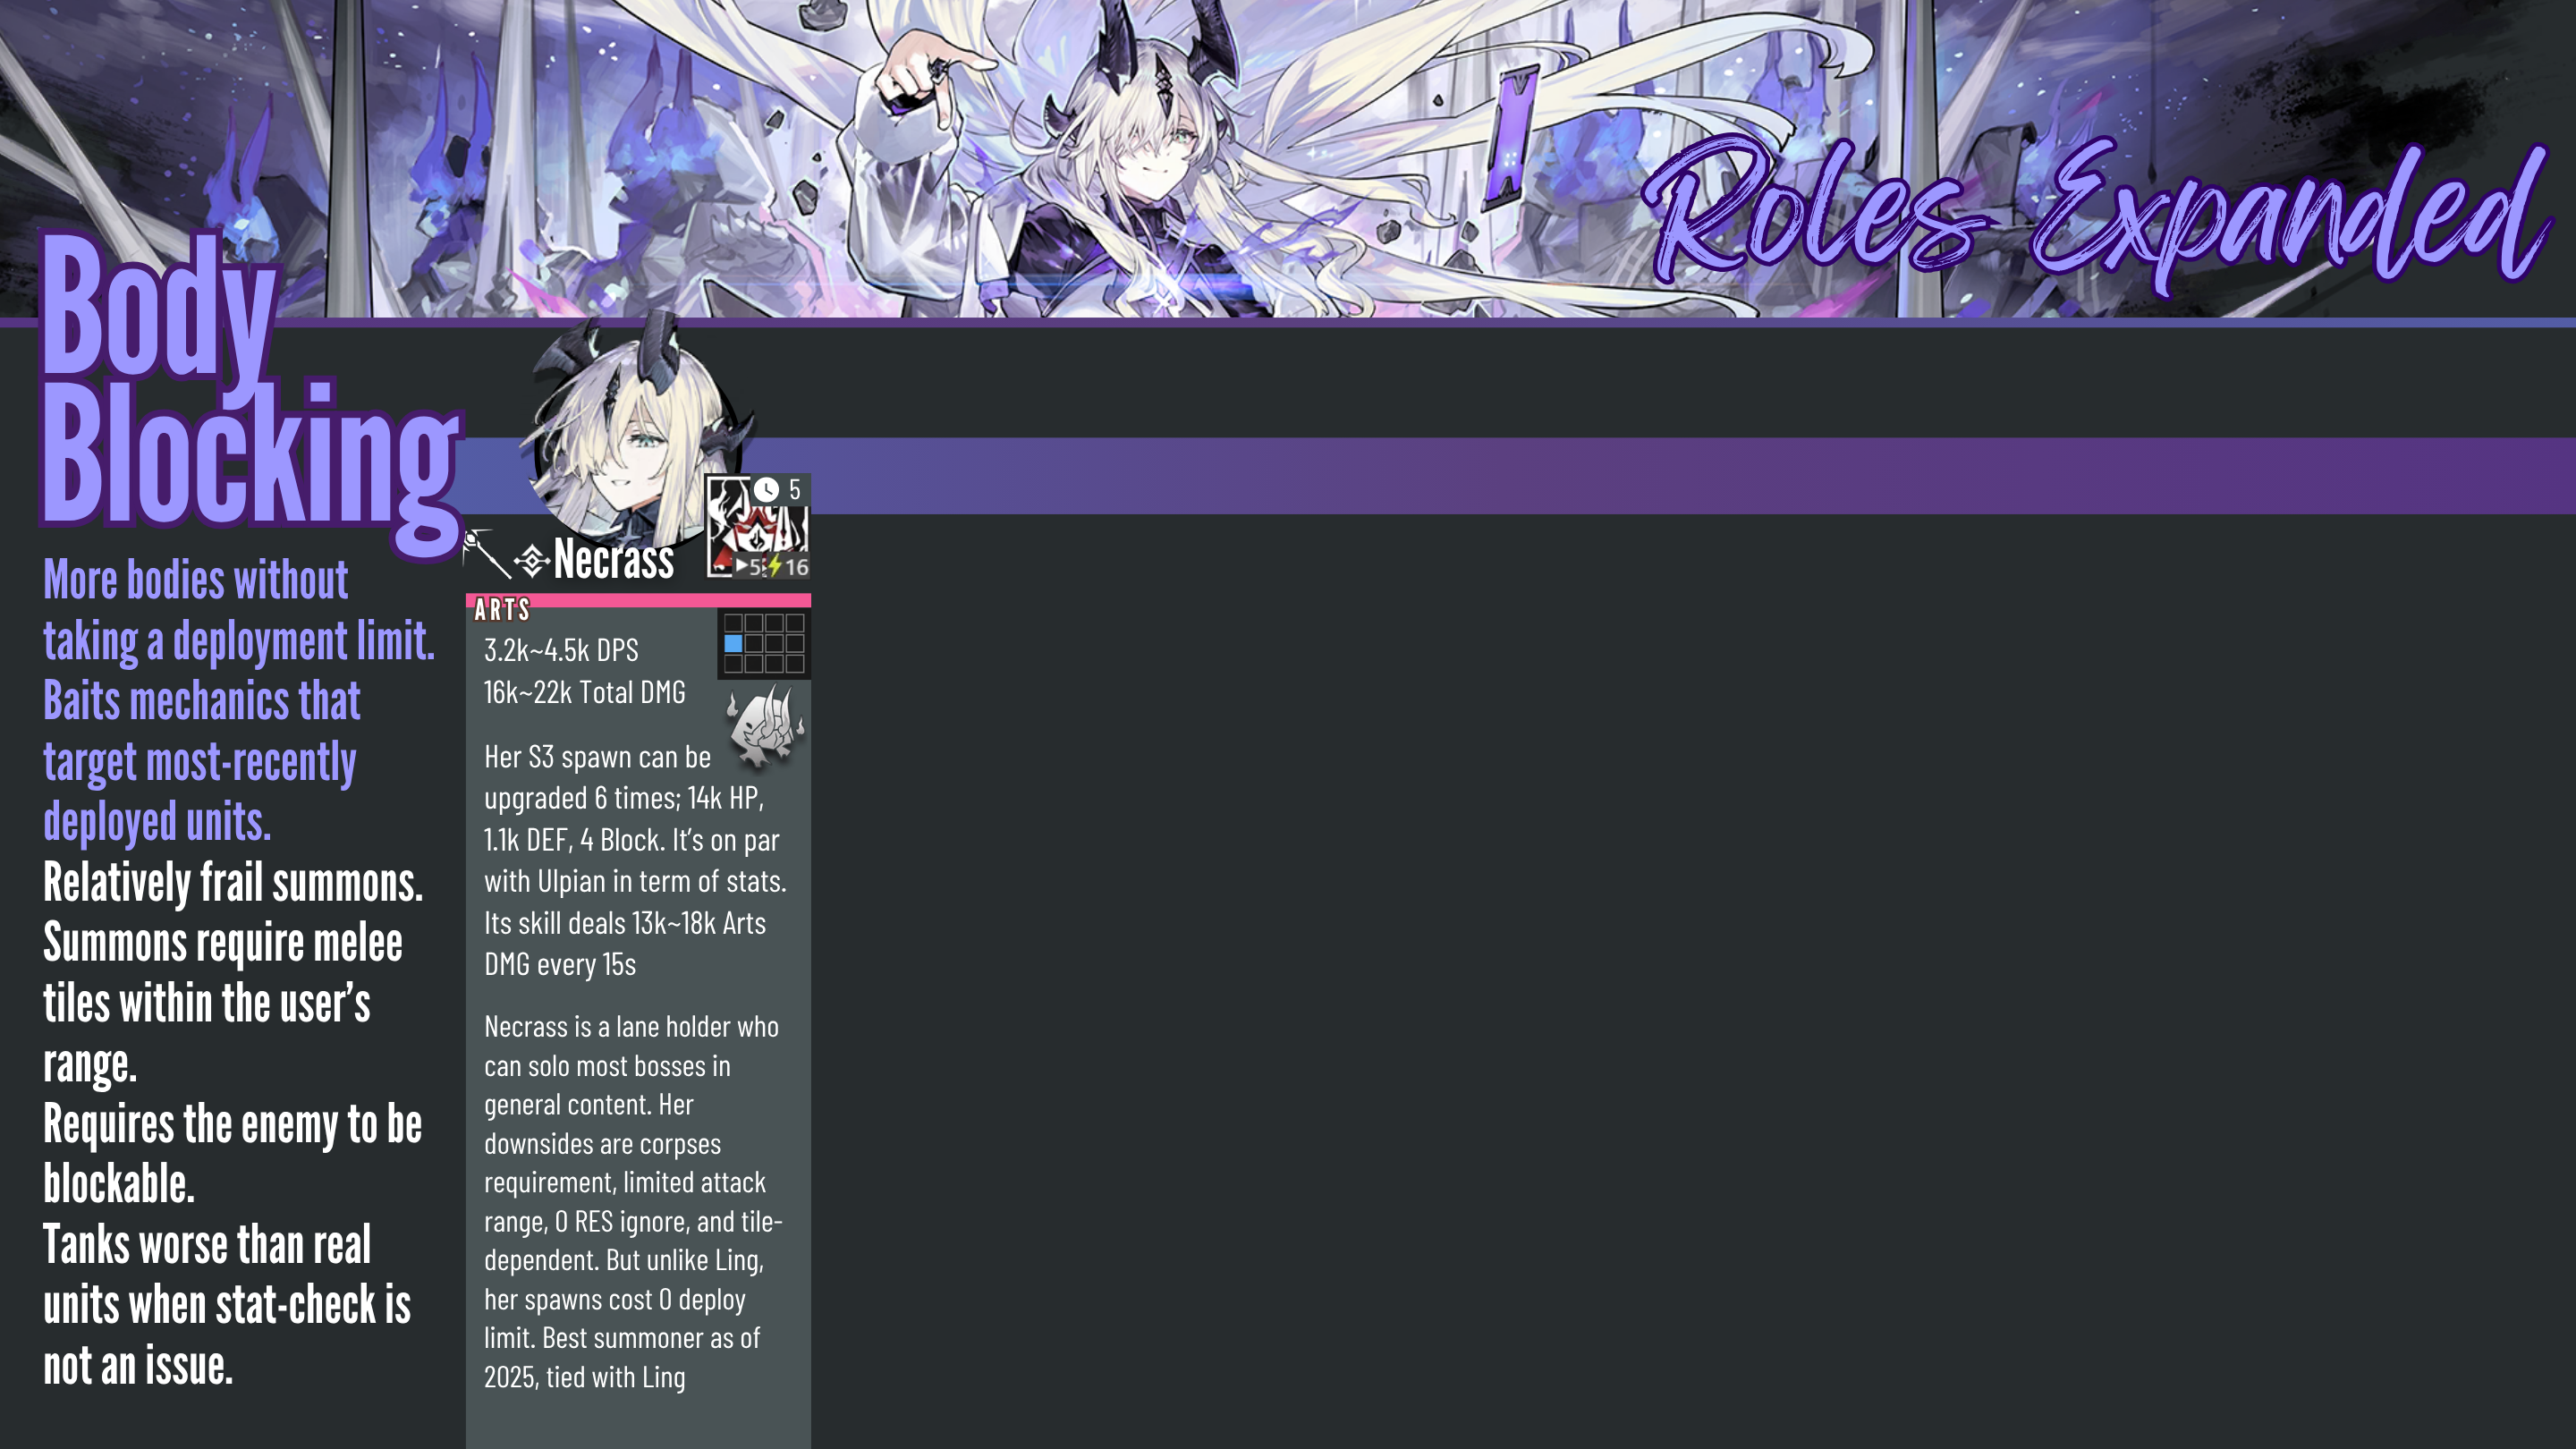 Roles Expanded
Body
Blocking
More bodies without
taking a deployment limit.
Baits mechanics that
target most-recently
deployed units.
Relatively frail summons.
Summons require melee
tiles within the user's
range.
Requires the enemy to be
blockable.
Tanks worse than real
units when stat-check is
not an issue.
5
5
16
Necrass
ARTS
3.2k~4.5k DPS
16k~22k Total DMG
Her S3 spawn can be
upgraded 6 times; 14k HP,
1.1k DEF, 4 Block. It's on par
with Ulpian in term of stats.
Its skill deals 13k~18k Arts
DMG every 15s
Necrass is a lane holder who
can solo most bosses in
general content. Her
downsides are corpses
requirement, limited attack
range, 0 RES ignore, and tile-
dependent. But unlike Ling,
her spawns cost 0 deploy
limit. Best summoner as of
2025, tied with Ling